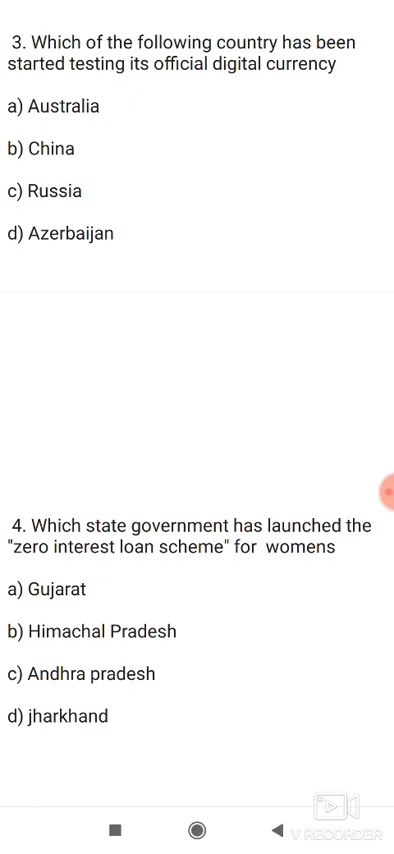 3. Which of the following country has been
started testing its official digital currency
a) Australia
b) China
c) Russia
d) Azerbaijan
4. Which state government has launched the
"zero interest loan scheme" for  womens
a) Gujarat
b) Himachal Pradesh
c) Andhra pradesh
d) jharkhand
V RECORDER